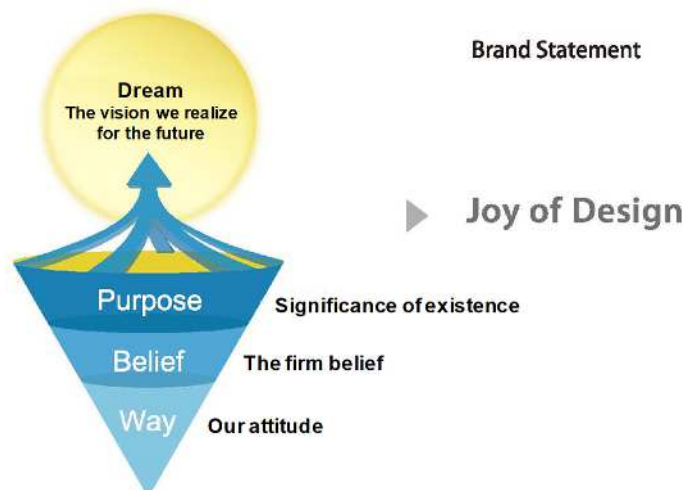 Brand Statement
Dream
The vision we realize
for the future
Joy of Design
Purpose
Significance of existence
Belief
The firm belief
Way
Our attitude